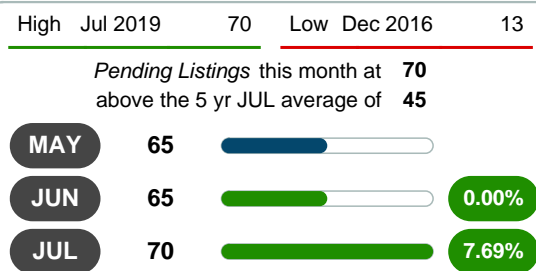 High Jul 2019 70 Low Dec 2016 13
Pending Listings this month at 70
above the 5 yr JUL average of 45
MAY 65
JUN 65 0.00%
JUL 70 7.69%